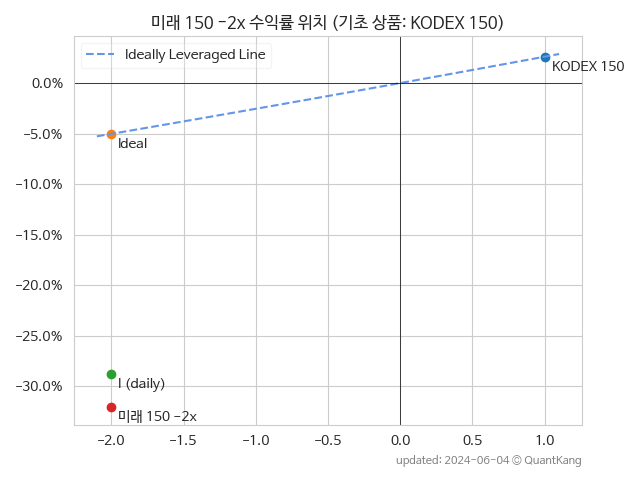 미래 150 -2x 수익률 위치 (기초 상품: KODEX 150)
Ideally Leveraged Line
KODEX 150
0.0%
-5.0%
Ideal
-10.0%
-15.0%
-20.0%
-25.0%
-30.0%
I (daily)
미래 150 -2x
-2.0 -1.5 -1.0 -0.5 0.0 0.5 1.0
updated: 2024-06-04 © QuantKang